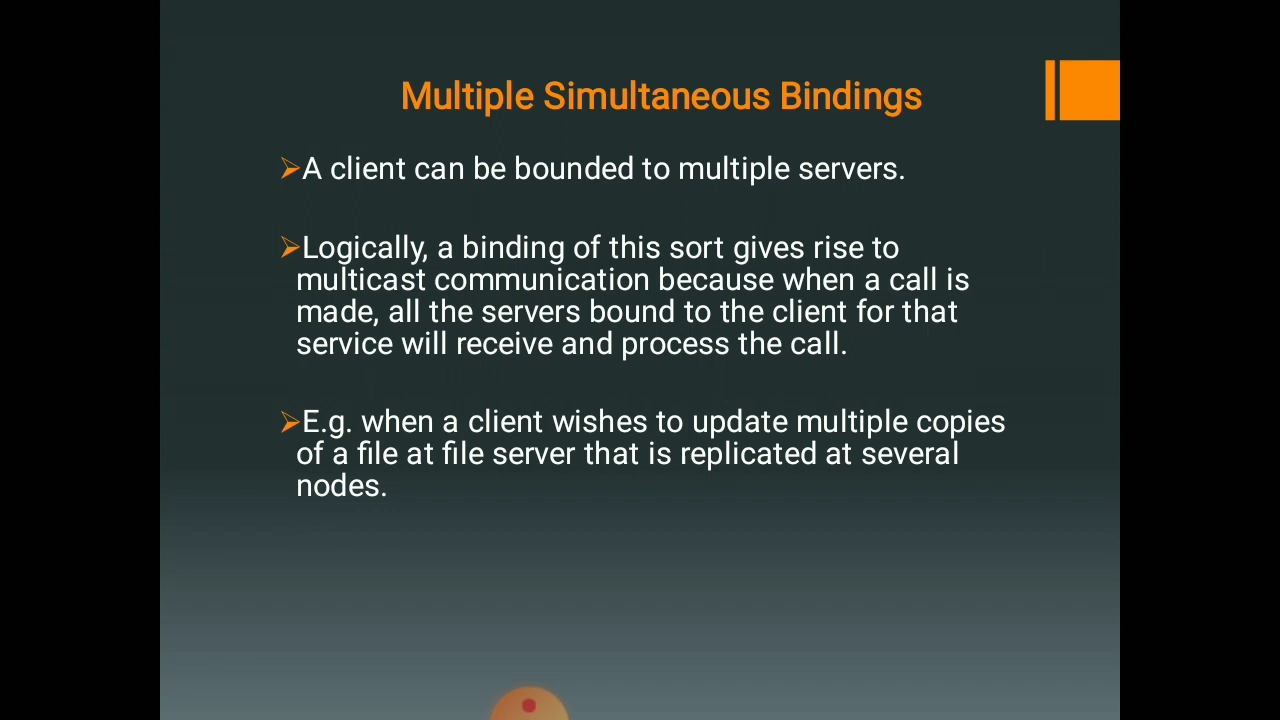 Multiple Simultaneous Bindings
➢A client can be bounded to multiple servers.
➢Logically, a binding of this sort gives rise to
multicast communication because when a call is
made, all the servers bound to the client for that
service will receive and process the call.
➢E.g. when a client wishes to update multiple copies
of a file at file server that is replicated at several
nodes.